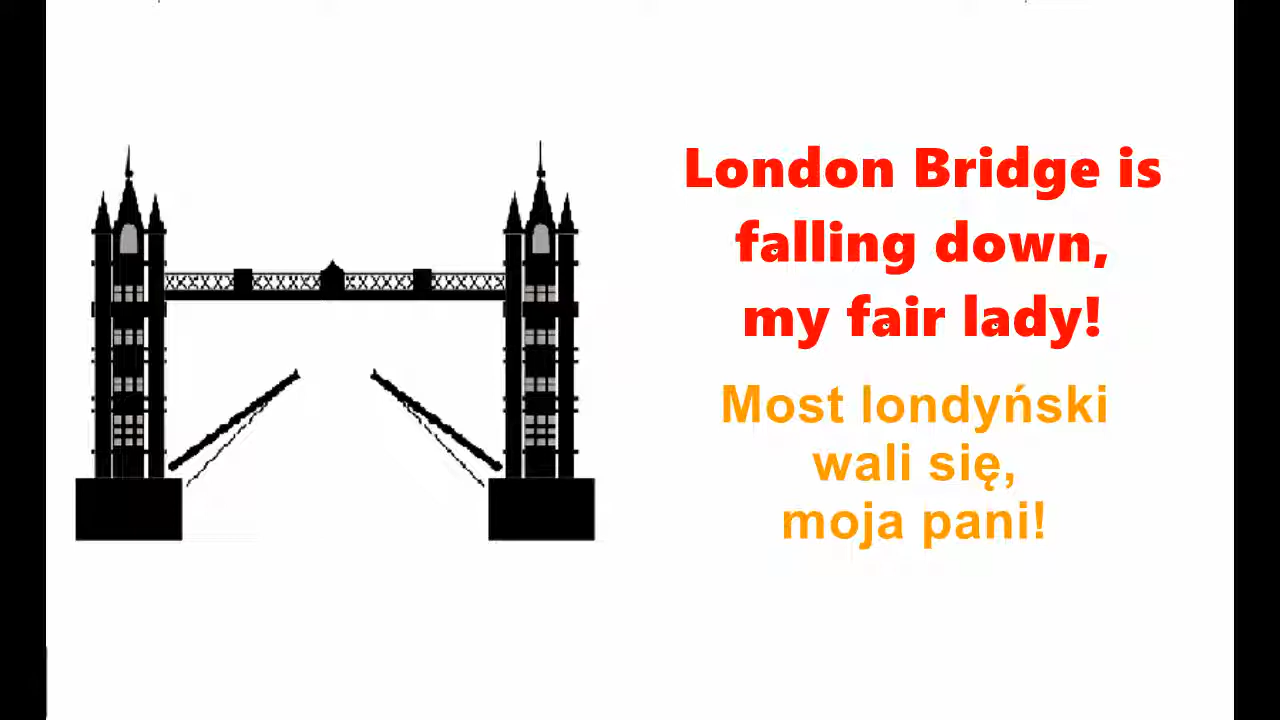 London Bridge is
falling down,
my fair lady!
Most londyński
wali się,
moja pani!